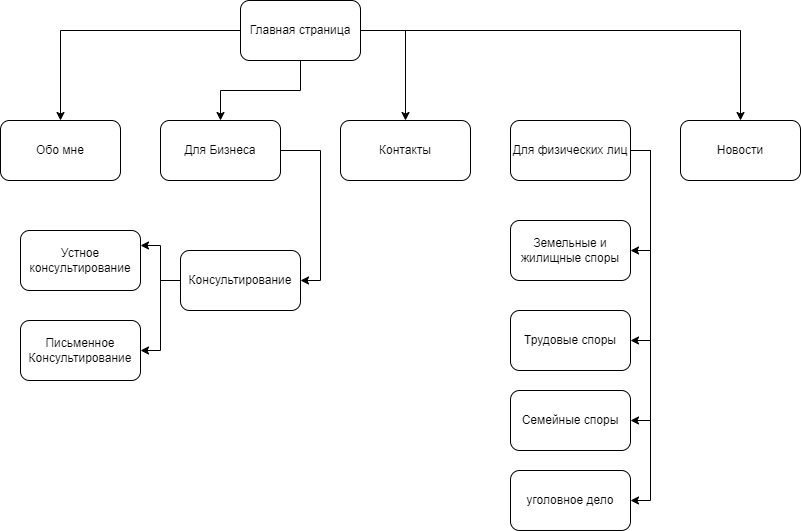 Главная страница
Обо мне
Для Бизнеса
Контакты
Для физических лиц
Новости
Устное
консультирование
Консультирование
Письменное
Консультирование
Земельные и
жилищные споры
Трудовые споры
Семейные споры
уголовное дело